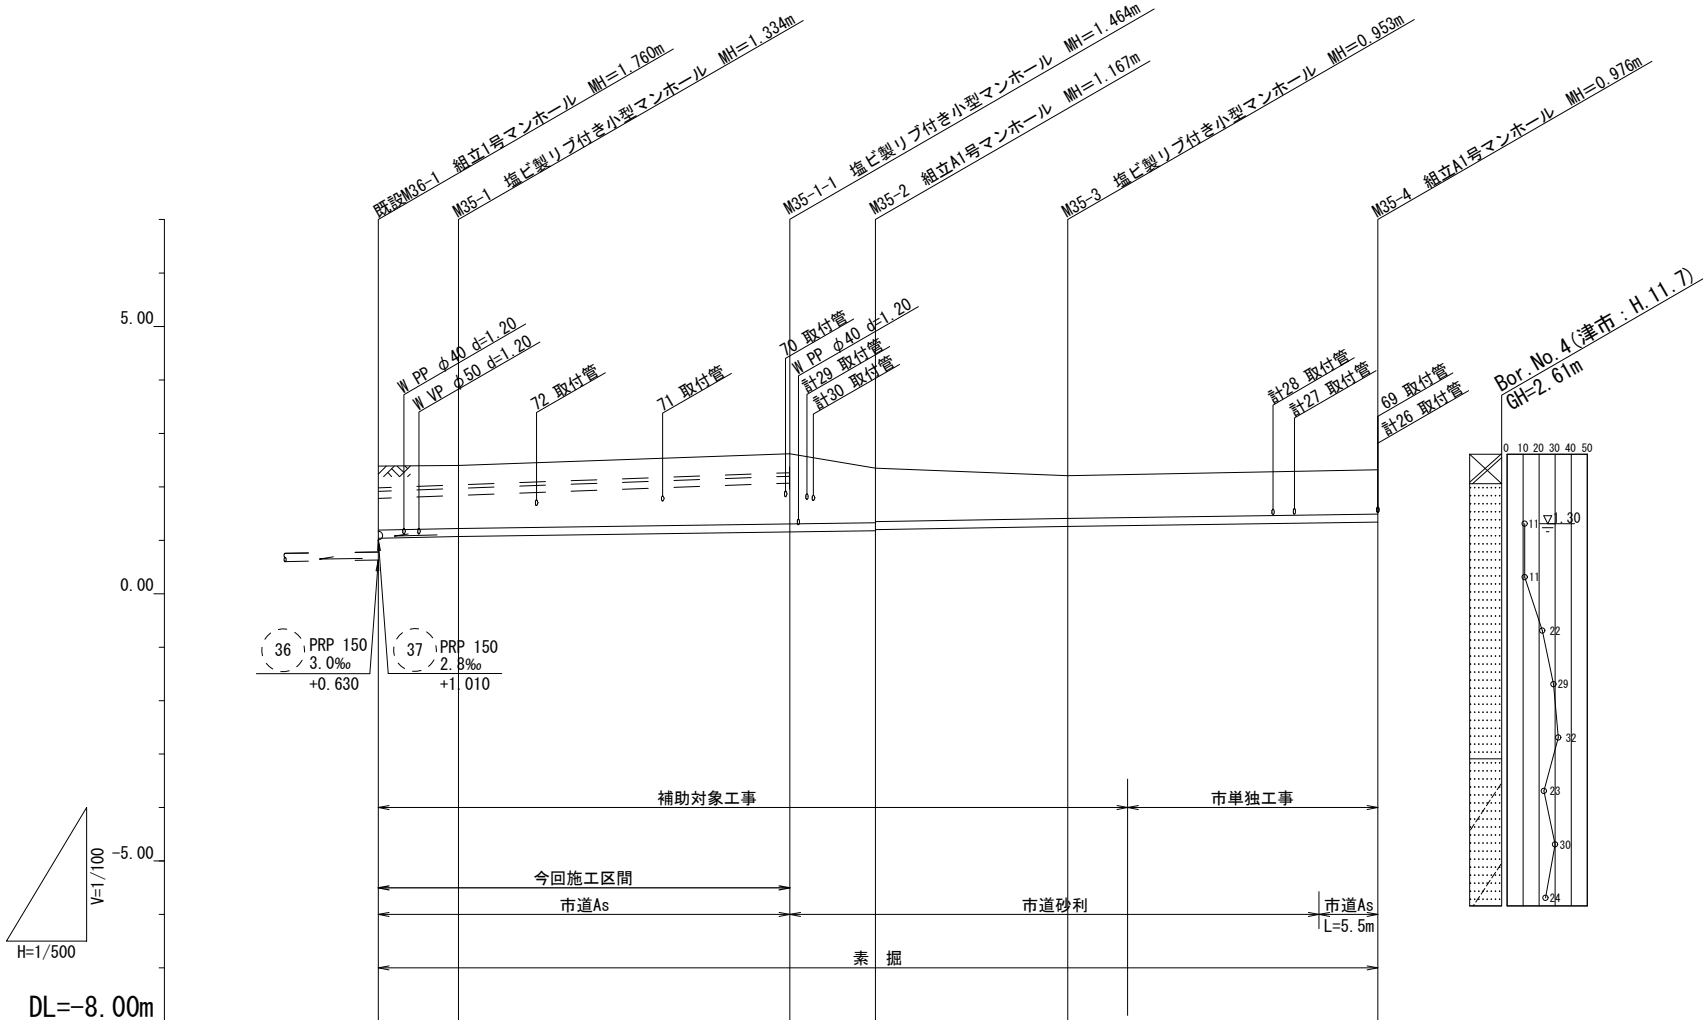 既設M36-1　組立1号マンホール　MH=1.760m
M35-1　塩ビ製リブ付き小型マンホール　MH=1.334m
M35-1-1　塩ビ製リブ付き小型マンホール　MH=1.464m
M35-2　組立A1号マンホール　MH=1.167m
M35-3　塩ビ製リブ付き小型マンホール　MH=0.953m
M35-4　組立A1号マンホール　MH=0.976m
5.00
0.00
-5.00
W PP φ40 d=1.20
W VP φ50 d=1.20
72 取付管
71 取付管
70 取付管
W PP φ40 d=1.20
計29 取付管
計30 取付管
計28 取付管
計27 取付管
69 取付管
計26 取付管
Bor.No.4(津市:H.11.7)
GH=2.61m
0 10 20 30 40 50
11
1.30
11
22
29
32
23
30
24
36
PRP 150
3.0‰
+0.630
37
PRP 150
2.8‰
+1.010
補助対象工事
市単独工事
今回施工区間
市道As
市道砂利
市道As
L=5.5m
素　掘
V=1/100
H=1/500
DL=-8.00m